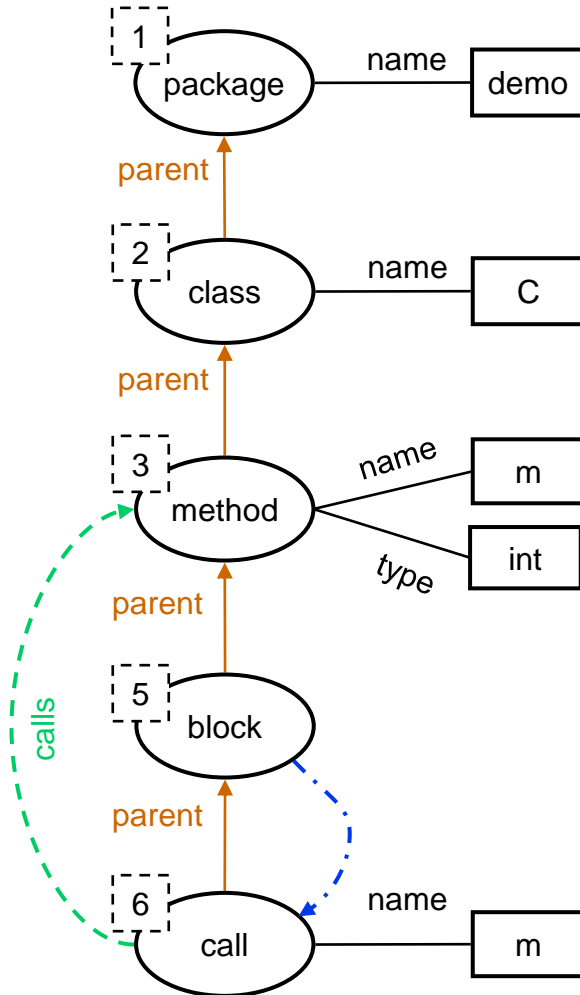 1
package
name
demo
parent
2
class
name
C
parent
3
method
name
m
type
int
parent
5
block
calls
parent
6
call
name
m